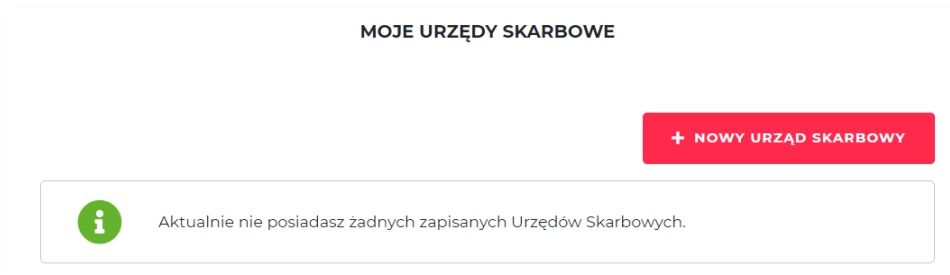 MOJE URZĘDY SKARBOWE
+ NOWY URZĄD SKARBOWY
Aktualnie nie posiadasz żadnych zapisanych Urzędów Skarbowych.